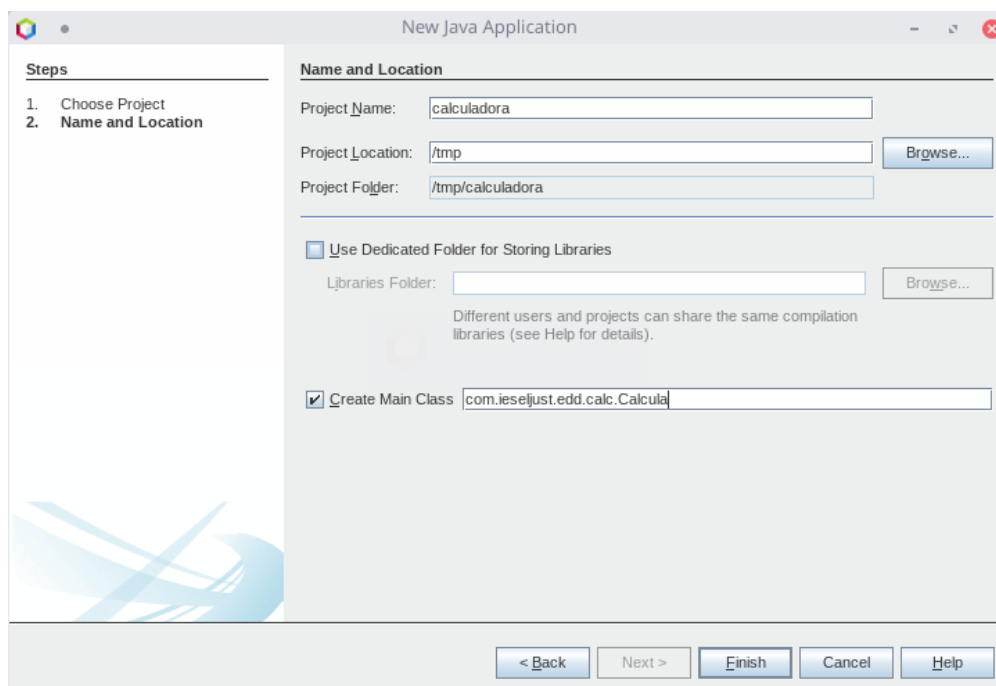 New Java Application
Steps
1. Choose Project
2. Name and Location
Name and Location
Project Name: calculadora
Project Location: /tmp Browse...
Project Folder: /tmp/calculadora
Use Dedicated Folder for Storing Libraries
Libraries Folder: Browse...
Different users and projects can share the same compilation
libraries (see Help for details).
Create Main Class com.ieseljust.edd.calc.Calcula
< Back Next > Finish Cancel Help